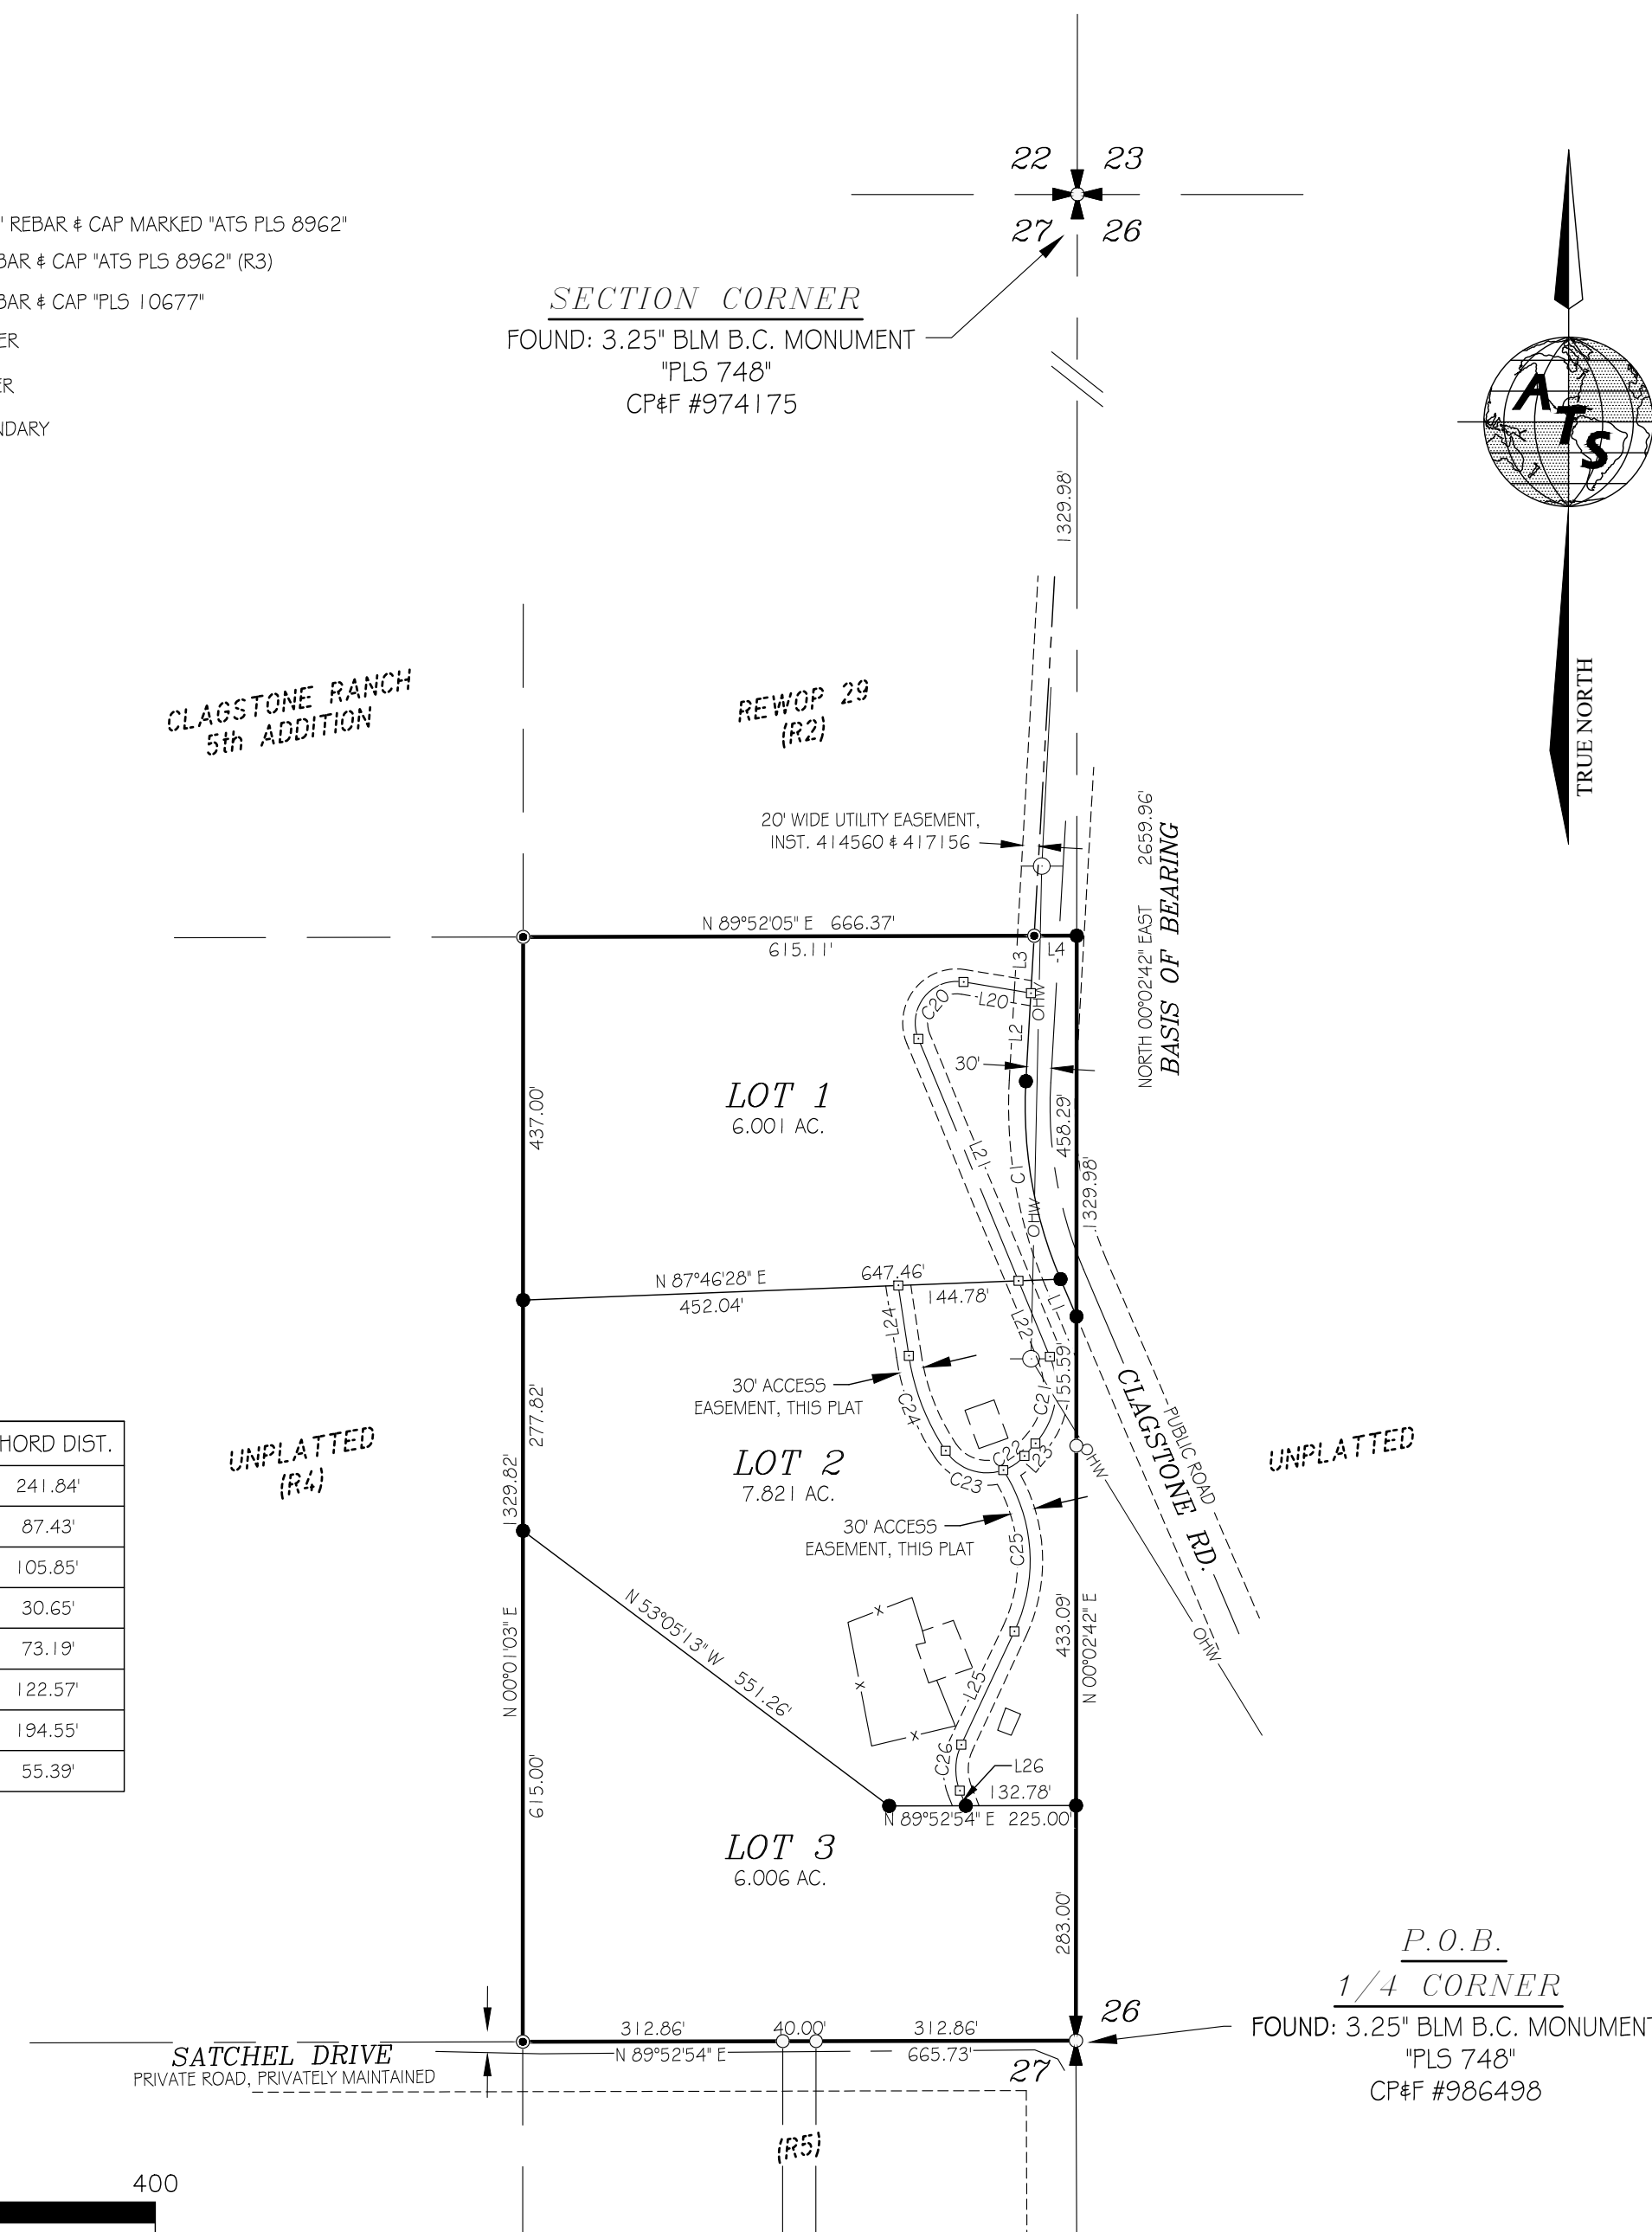 22 23
27 26
" REBAR & CAP MARKED "ATS PLS 8962"
BAR & CAP "ATS PLS 8962" (R3)
BAR & CAP "PLS 10677"
ER
ER
NDARY
SECTION CORNER
FOUND: 3.25" BLM B.C. MONUMENT
"PLS 748"
CP&F #974175
A
T
S
TRUE NORTH
1329.98'
CLAGSTONE RANCH
5th ADDITION
REWOP 29
(R2)
20' WIDE UTILITY EASEMENT,
INST. 414560 & 417156
NORTH 00°02'42" EAST 2659.96'
BASIS OF BEARING
N 89°52'05" E 666.37'
615.11'
L3
L4
C20
L20
OHW
L2
30'
LOT 1
6.001 AC.
437.00'
458.29'
L21
C1
1329.98'
OHW
N 87°46'28" E
647.46'
452.04'
144.78'
L1
L24
L22
155.59'
30' ACCESS
EASEMENT, THIS PLAT
C24
C21
277.82'
CLAGSTONE RD.
PUBLIC ROAD
UNPLATTED
(R4)
UNPLATTED
HORD DIST.
241.84'
87.43'
105.85'
30.65'
73.19'
122.57'
194.55'
55.39'
LOT 2
7.821 AC.
C22
L23
C23
OHW
1329.82'
30' ACCESS
EASEMENT, THIS PLAT
C25
N 53°05'13" W 551.26'
N 00°01'03" E
433.09'
N 00°02'42" E
OHW
x
x
x
L25
C26
L26
132.78'
N 89°52'54" E 225.00'
615.00'
LOT 3
6.006 AC.
283.00'
P.O.B.
1/4 CORNER
FOUND: 3.25" BLM B.C. MONUMENT
"PLS 748"
CP&F #986498
26
27
312.86' 40.00' 312.86'
N 89°52'54" E 665.73'
SATCHEL DRIVE
PRIVATE ROAD, PRIVATELY MAINTAINED
(R5)
400